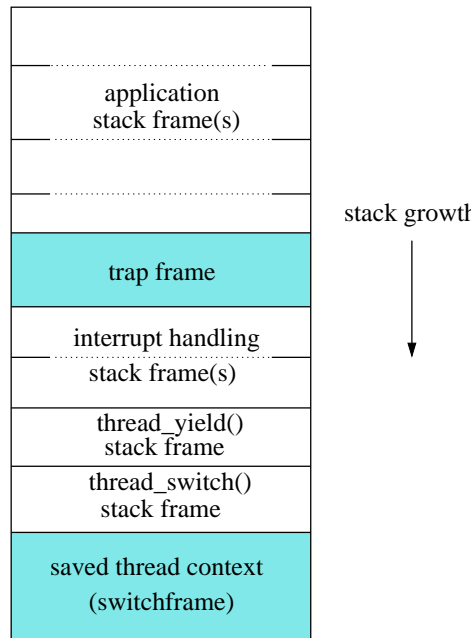 application
stack frame(s)
stack growth
trap frame
interrupt handling
stack frame(s)
thread_yield()
stack frame
thread_switch()
stack frame
saved thread context
(switchframe)